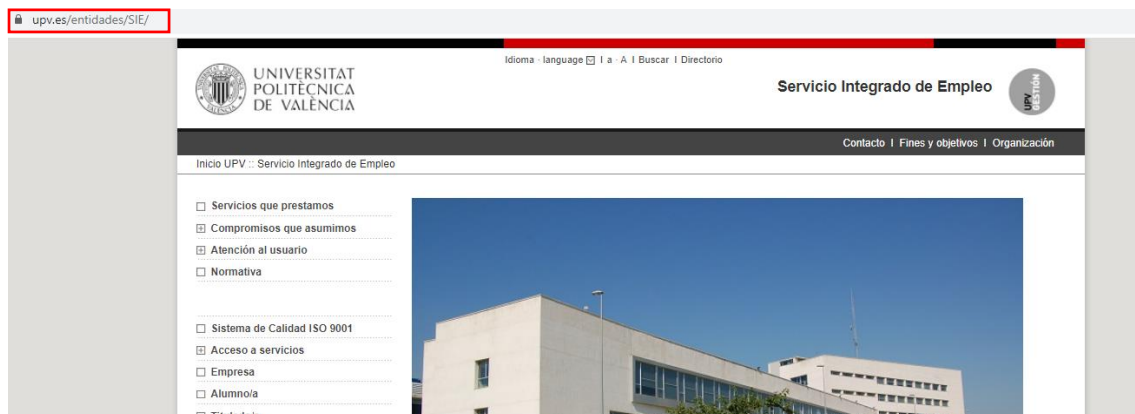 upv.es/entidades/SIE/
Idioma · language I a · A I Buscar I Directorio
UNIVERSITAT
POLITÈCNICA
DE VALÈNCIA
Servicio Integrado de Empleo
UPV
GESTIÓN
Contacto I Fines y objetivos I Organización
Inicio UPV :: Servicio Integrado de Empleo
Servicios que prestamos
Compromisos que asumimos
Atención al usuario
Normativa
Sistema de Calidad ISO 9001
Acceso a servicios
Empresa
Alumno/a